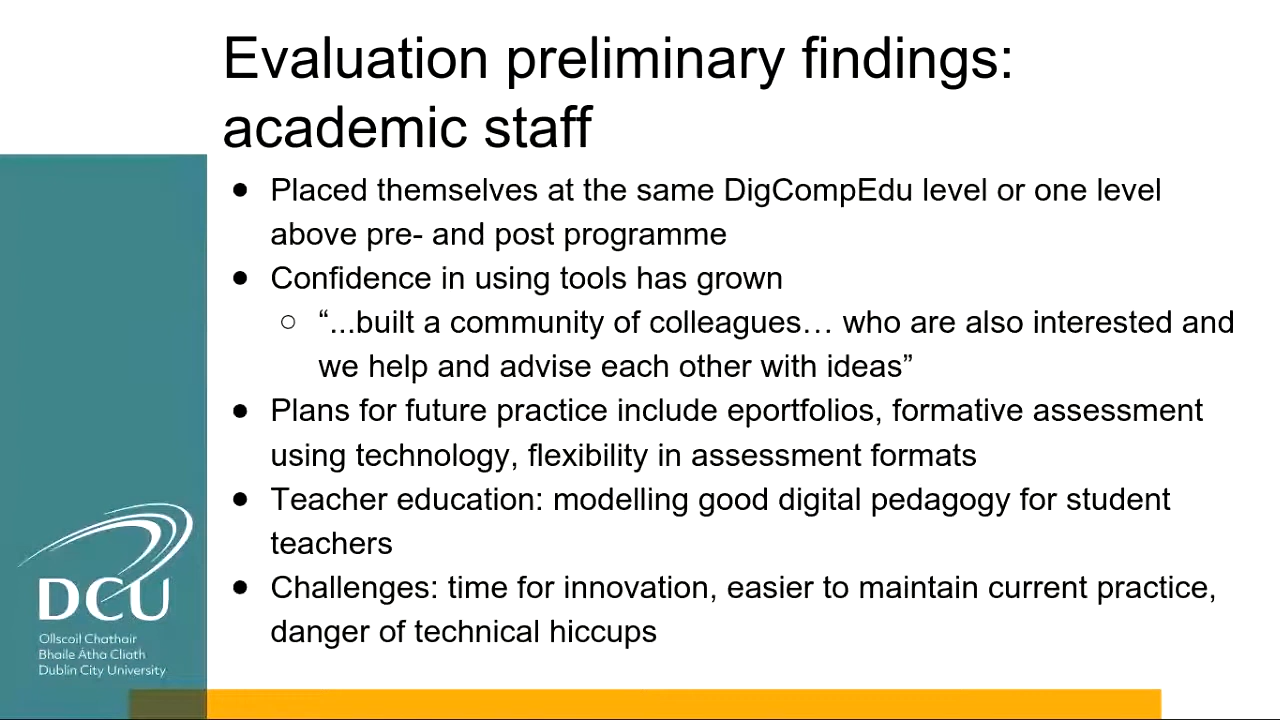 Evaluation preliminary findings:
academic staff
● Placed themselves at the same DigCompEdu level or one level
above pre- and post programme
● Confidence in using tools has grown
○ “...built a community of colleagues… who are also interested and
we help and advise each other with ideas”
● Plans for future practice include eportfolios, formative assessment
using technology, flexibility in assessment formats
● Teacher education: modelling good digital pedagogy for student
teachers
● Challenges: time for innovation, easier to maintain current practice,
danger of technical hiccups
DCU
Ollscoil Chathair
Bhaile Átha Cliath
Dublin City University